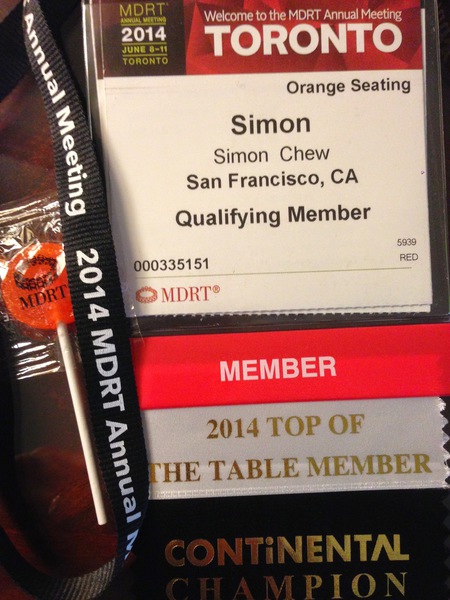 MDRT
ANNUAL MEETING
2014
JUNE 8–11
TORONTO
Welcome to the MDRT Annual Meeting
TORONTO
Orange Seating
Simon
Simon Chew
San Francisco, CA
Qualifying Member
5939
000335151
RED
MDRT®
MEMBER
2014 TOP OF
THE TABLE MEMBER
CONTiNENTAL
CHAMPION
Annual Meeting
2014 MDRT Annual M
MDRT